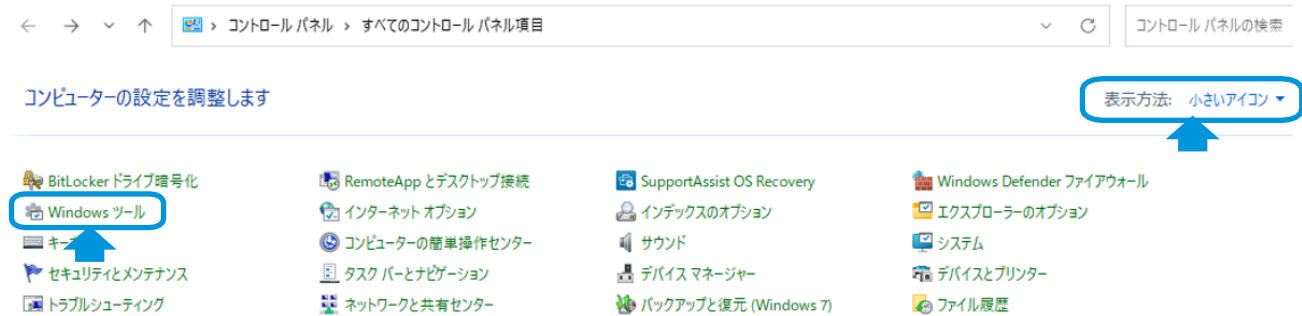 コントロール パネル › すべてのコントロール パネル項目
コントロール パネルの検索
コンピューターの設定を調整します
表示方法: 小さいアイコン
BitLocker ドライブ暗号化 RemoteApp とデスクトップ接続 SupportAssist OS Recovery Windows Defender ファイアウォール
Windows ツール インターネット オプション インデックスのオプション エクスプローラーのオプション
コンピューターの簡単操作センター サウンド システム
セキュリティとメンテナンス タスク バーとナビゲーション デバイス マネージャー デバイスとプリンター
トラブルシューティング ネットワークと共有センター バックアップと復元 (Windows 7) ファイル履歴